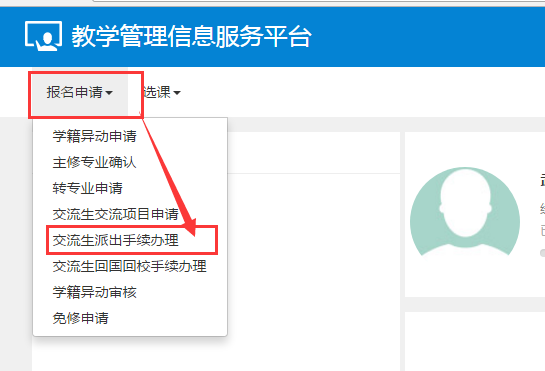 教学管理信息服务平台
报名申请
选课
学籍异动申请
主修专业确认
转专业申请
交流生交流项目申请
交流生派出手续办理
交流生回国回校手续办理
学籍异动审核
免修申请